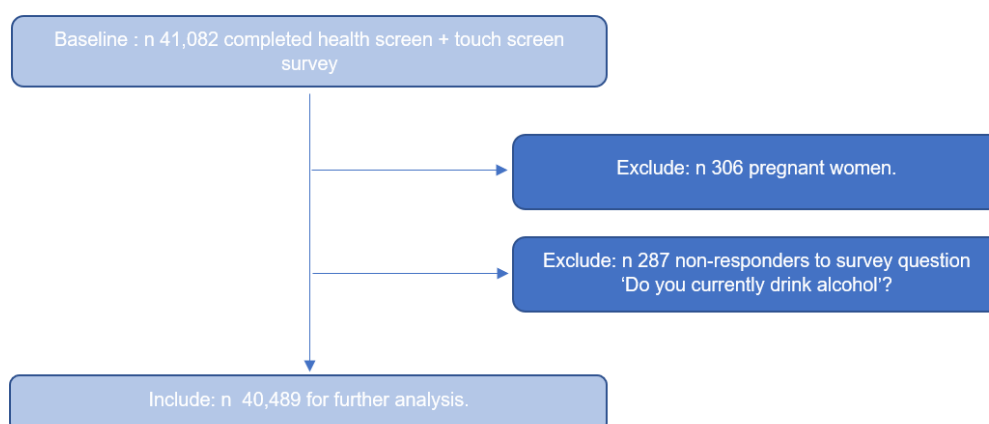 Baseline : n 41,082 completed health screen + touch screen
survey
Exclude: n 306 pregnant women.
Exclude: n 287 non-responders to survey question
‘Do you currently drink alcohol’?
Include: n  40,489 for further analysis.